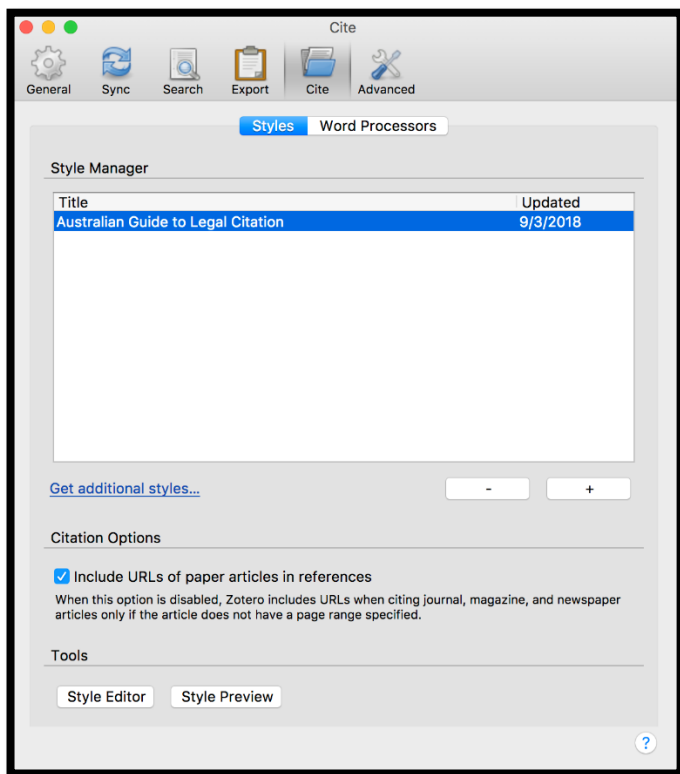 Cite
General Sync Search Export Cite Advanced
Styles Word Processors
Style Manager
Title Updated
Australian Guide to Legal Citation 9/3/2018
Get additional styles... - +
Citation Options
Include URLs of paper articles in references
When this option is disabled, Zotero includes URLs when citing journal, magazine, and newspaper
articles only if the article does not have a page range specified.
Tools
Style Editor Style Preview
?